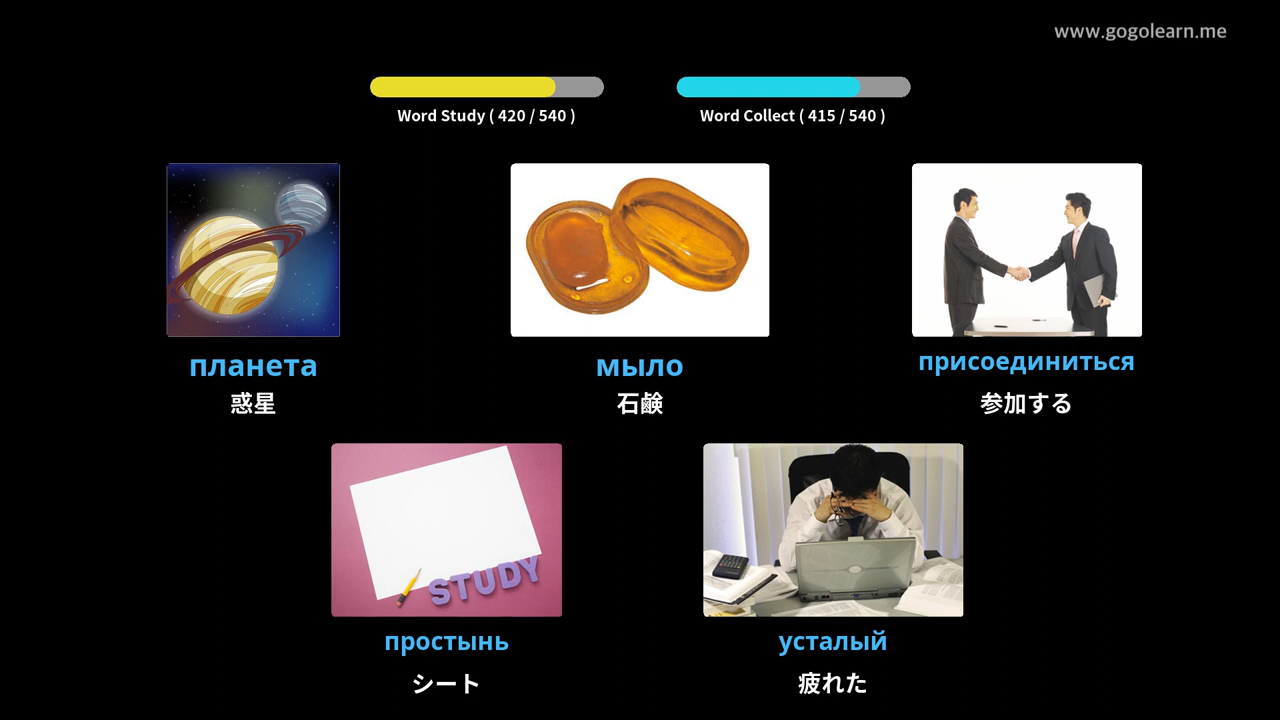 www.gogolearn.me
Word Study ( 420 / 540 )
Word Collect ( 415 / 540 )
планета
惑星
мыло
石鹸
присоединиться
参加する
STUDY
простынь
シート
усталый
疲れた